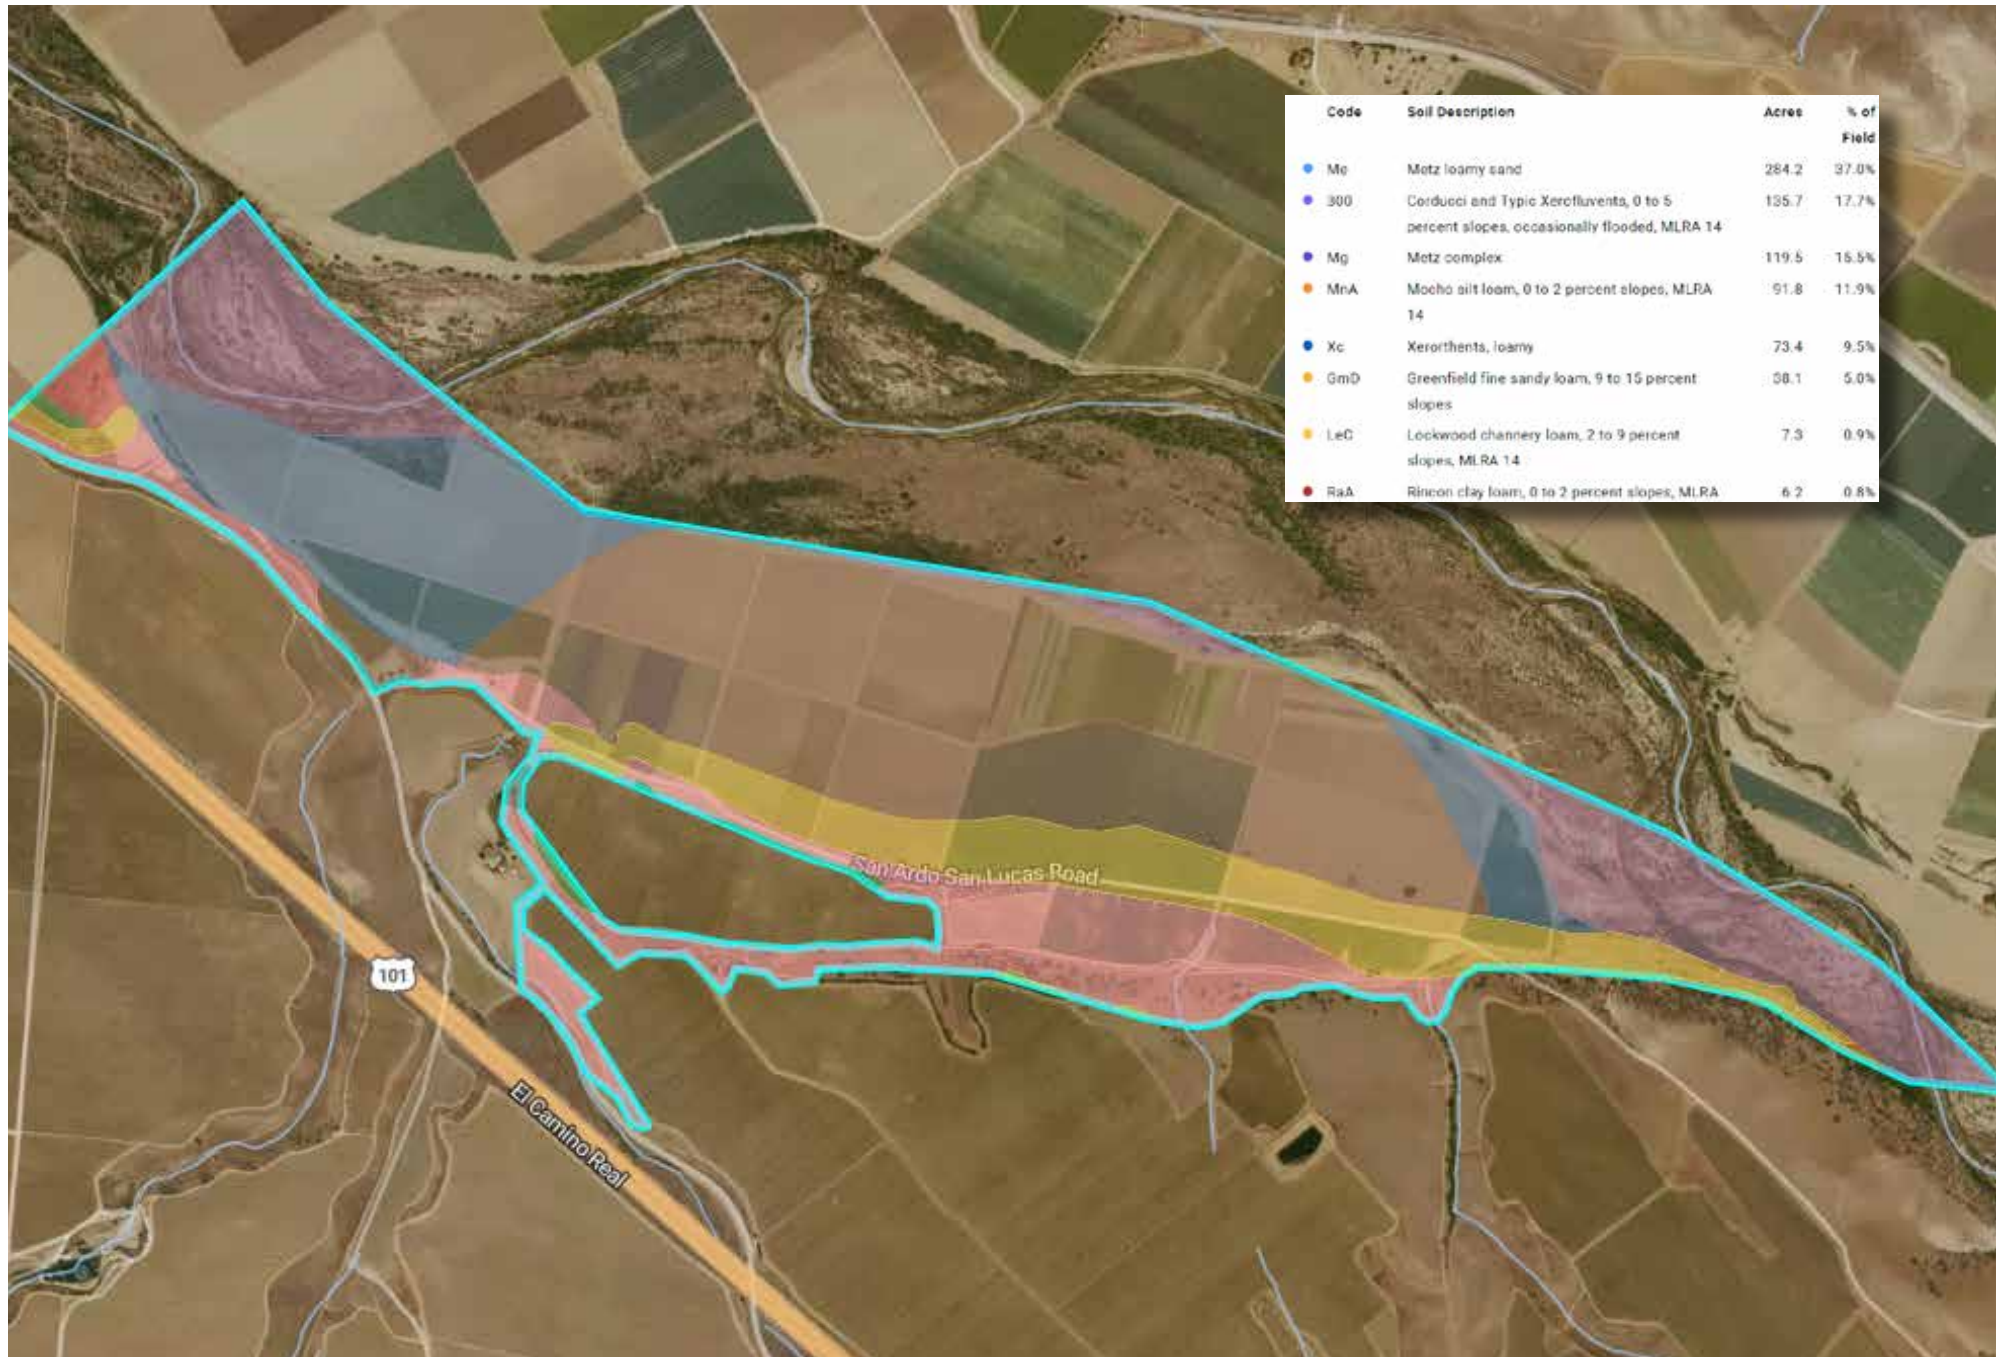 Code Soil Description Acres % of
Field
Me Metz loamy sand 284.2 37.0%
300 Corducci and Typic Xerofluvents, 0 to 5 135.7 17.7%
percent slopes, occasionally flooded, MLRA 14
Mg Metz complex 119.5 15.5%
MnA Mocho silt loam, 0 to 2 percent slopes, MLRA 91.8 11.9%
14
Xc Xerorthents, loamy 73.4 9.5%
GmD Greenfield fine sandy loam, 9 to 15 percent 38.1 5.0%
slopes
LeC Lockwood channery loam, 2 to 9 percent 7.3 0.9%
slopes, MLRA 14
RaA Rincon clay loam, 0 to 2 percent slopes, MLRA 6.2 0.8%
San Ardo San Lucas Road
101
El Camino Real